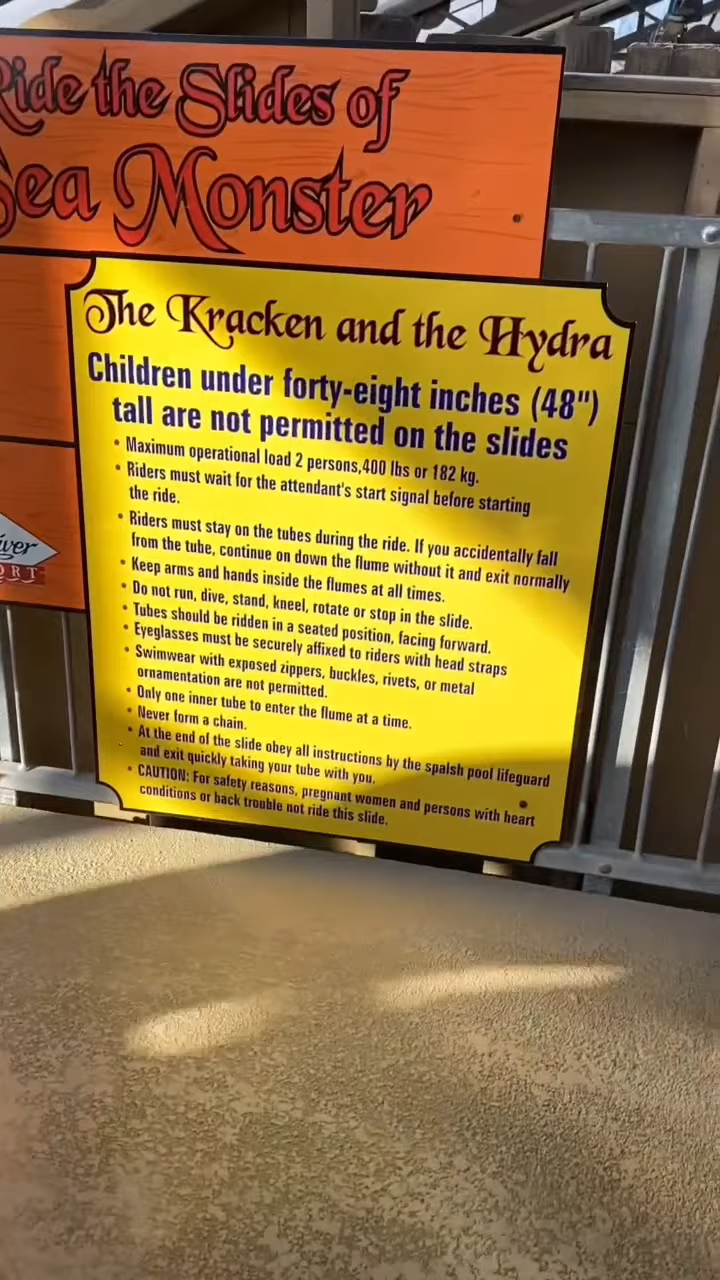 Ride the Slides of
Sea Monster
The Kracken and the Hydra
Children under forty-eight inches (48")
tall are not permitted on the slides
• Maximum operational load 2 persons,400 lbs or 182 kg.
• Riders must wait for the attendant's start signal before starting
the ride.
• Riders must stay on the tubes during the ride. If you accidentally fall
from the tube, continue on down the flume without it and exit normally
• Keep arms and hands inside the flumes at all times.
• Do not run, dive, stand, kneel, rotate or stop in the slide.
• Tubes should be ridden in a seated position, facing forward.
• Eyeglasses must be securely affixed to riders with head straps
• Swimwear with exposed zippers, buckles, rivets, or metal
ornamentation are not permitted.
• Only one inner tube to enter the flume at a time.
• Never form a chain.
• At the end of the slide obey all instructions by the spalsh pool lifeguard
and exit quickly taking your tube with you.
• CAUTION: For safety reasons, pregnant women and persons with heart
conditions or back trouble not ride this slide.